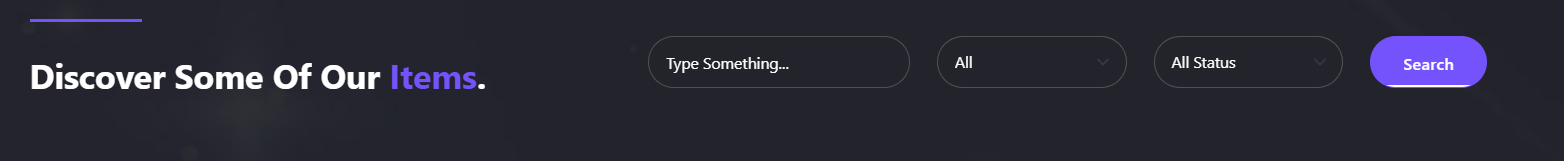 Discover Some Of Our Items.
Type Something...
All
All Status
Search